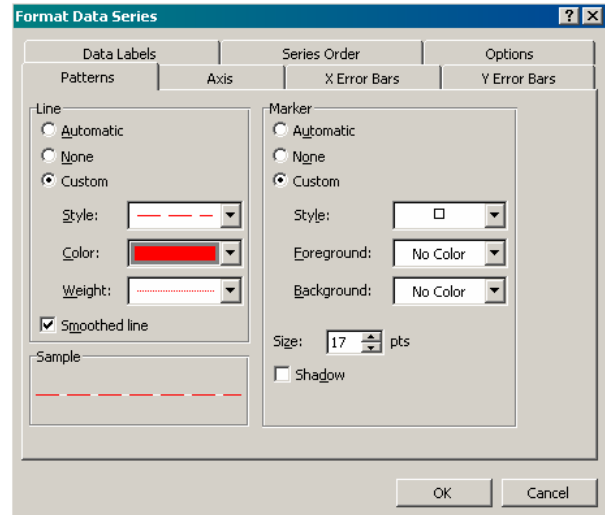 Format Data Series
Data Labels Series Order Options
Patterns Axis X Error Bars Y Error Bars
Line
Automatic
None
Custom
Style:
Color:
Weight:
Smoothed line
Sample
Marker
Automatic
None
Custom
Style:
Foreground: No Color
Background: No Color
Size: 17 pts
Shadow
OK Cancel